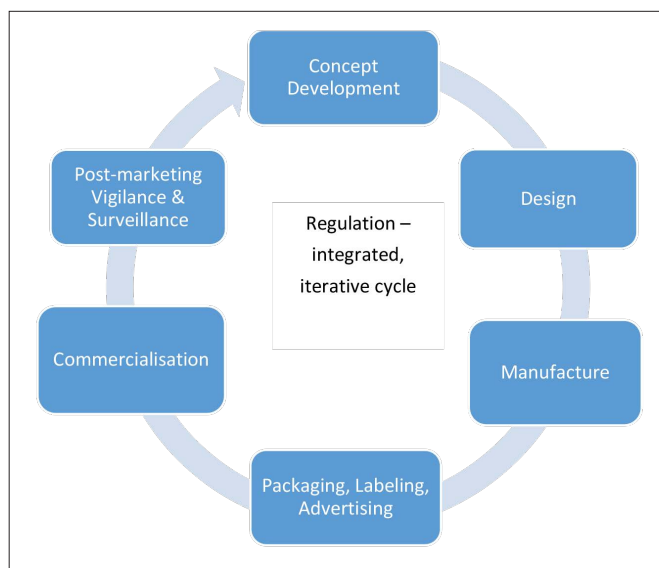 Concept
Development
Design
Manufacture
Packaging, Labeling,
Advertising
Commercialisation
Post-marketing
Vigilance &
Surveillance
Regulation –
integrated,
iterative cycle